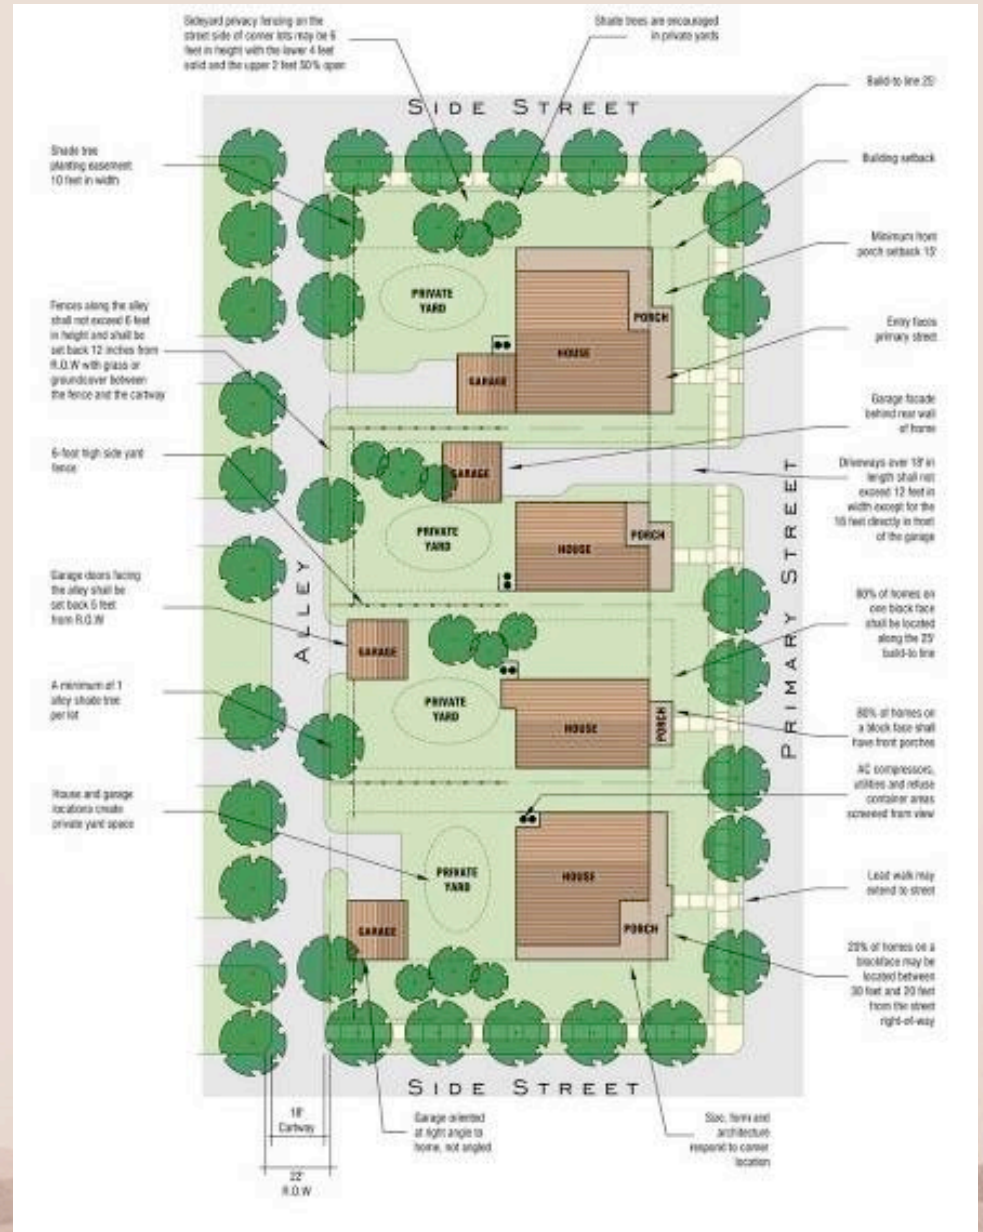 Sideyard privacy fencing on the
street side of corner lots may be 6
feet in height with the lower 4 feet
solid and the upper 2 feet 50% open
Shade trees are encouraged
in private yards
Build-to line 25'
SIDE STREET
Shade tree
planting easement
10 feet in width
Building setback
Minimum front
porch setback 15'
PRIVATE
YARD
Fences along the alley
shall not exceed 6 feet
in height and shall be
set back 12 inches from
R.O.W with grass or
groundcover between
the fence and the cartway
PORCH
Entry faces
primary street
HOUSE
GARAGE
Garage facade
behind rear wall
of home
6-foot high side yard
fence
GARAGE
Driveways over 18' in
length shall not
exceed 12 feet in
width except for the
18 feet directly in front
of the garage
PRIVATE
YARD
PORCH
HOUSE
ALLEY
PRIMARY STREET
Garage doors facing
the alley shall be
set back 5 feet
from R.O.W
80% of homes on
one block face
shall be located
along the 25'
build-to line
GARAGE
A minimum of 1
alley shade tree
per lot
PRIVATE
YARD
HOUSE
PORCH
80% of homes on
a block face shall
have front porches
AC compressors,
utilities and refuse
container areas
screened from view
House and garage
locations create
private yard space
PRIVATE
YARD
HOUSE
Lead walk may
extend to street
GARAGE
PORCH
20% of homes on a
blockface may be
located between
30 feet and 20 feet
from the street
right-of-way
SIDE STREET
18'
Cartway
22'
R.O.W
Garage oriented
at right angle to
home, not angled
Size, form and
architecture
respond to corner
location